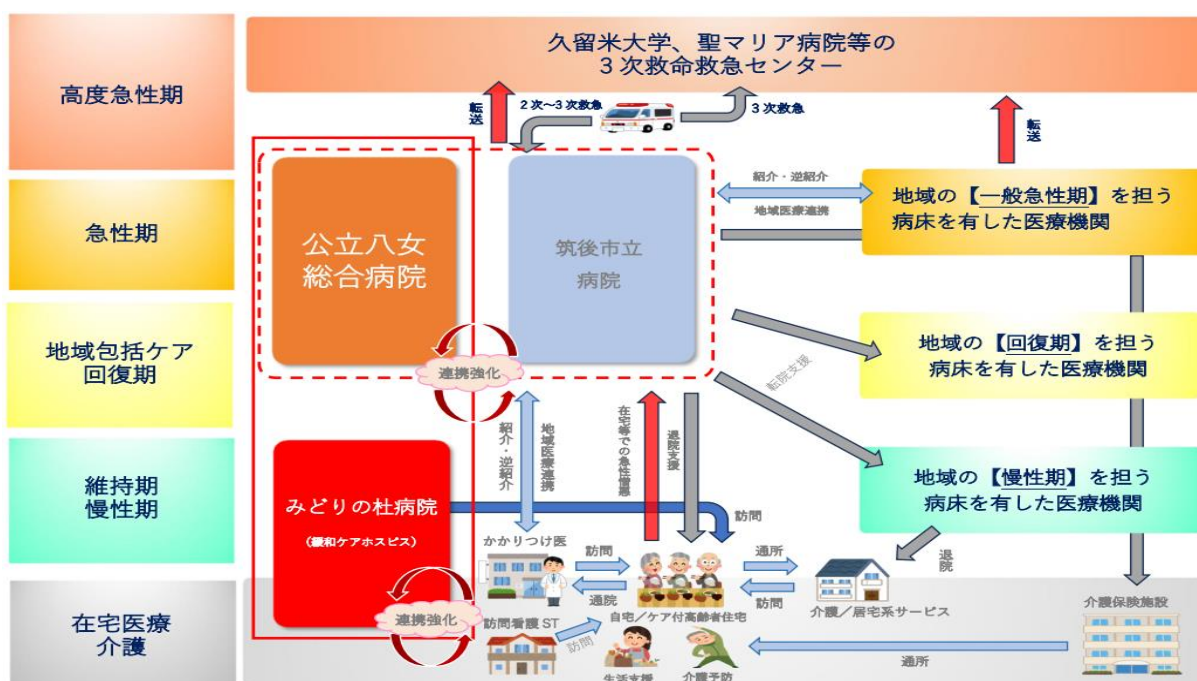 高度急性期
久留米大学、聖マリア病院等の
3次救命救急センター
転送
2次~3次救急
3次救急
転送
急性期
公立八女
総合病院
筑後市立
病院
紹介・逆紹介
地域医療連携
地域の【一般急性期】を担う
病床を有した医療機関
地域包括ケア
回復期
連携強化
転院支援
地域の【回復期】を担う
病床を有した医療機関
紹介・逆紹介
地域医療連携
在宅等での急性増悪
退院支援
維持期
慢性期
みどりの杜病院
(緩和ケアホスピス)
地域の【慢性期】を担う
病床を有した医療機関
訪問
かかりつけ医
訪問
通院
通所
訪問
退院
在宅医療
介護
連携強化
訪問看護ST
訪問
自宅/ケア付高齢者住宅
介護/居宅系サービス
介護保険施設
生活支援
介護予防
通所